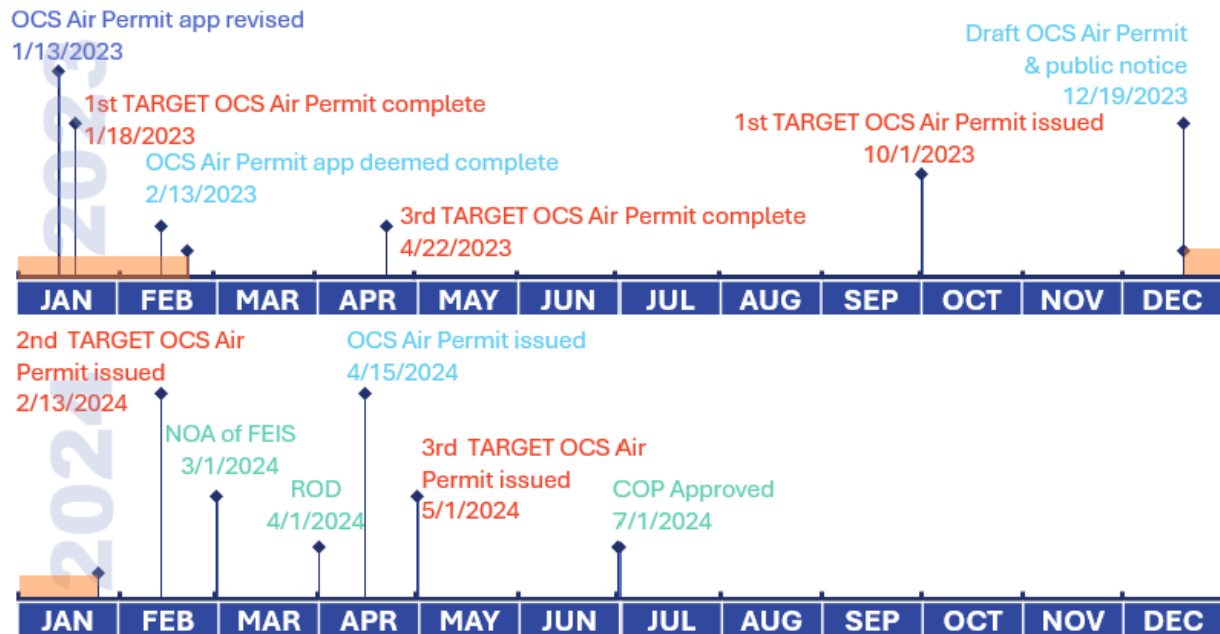 OCS Air Permit app revised
1/13/2023
2023
1st TARGET OCS Air Permit complete
1/18/2023
OCS Air Permit app deemed complete
2/13/2023
3rd TARGET OCS Air Permit complete
4/22/2023
1st TARGET OCS Air Permit issued
10/1/2023
Draft OCS Air Permit
& public notice
12/19/2023
JAN FEB MAR APR MAY JUN JUL AUG SEP OCT NOV DEC
2024
2nd TARGET OCS Air
Permit issued
2/13/2024
NOA of FEIS
3/1/2024
ROD
4/1/2024
OCS Air Permit issued
4/15/2024
3rd TARGET OCS Air
Permit issued
5/1/2024
COP Approved
7/1/2024
JAN FEB MAR APR MAY JUN JUL AUG SEP OCT NOV DEC